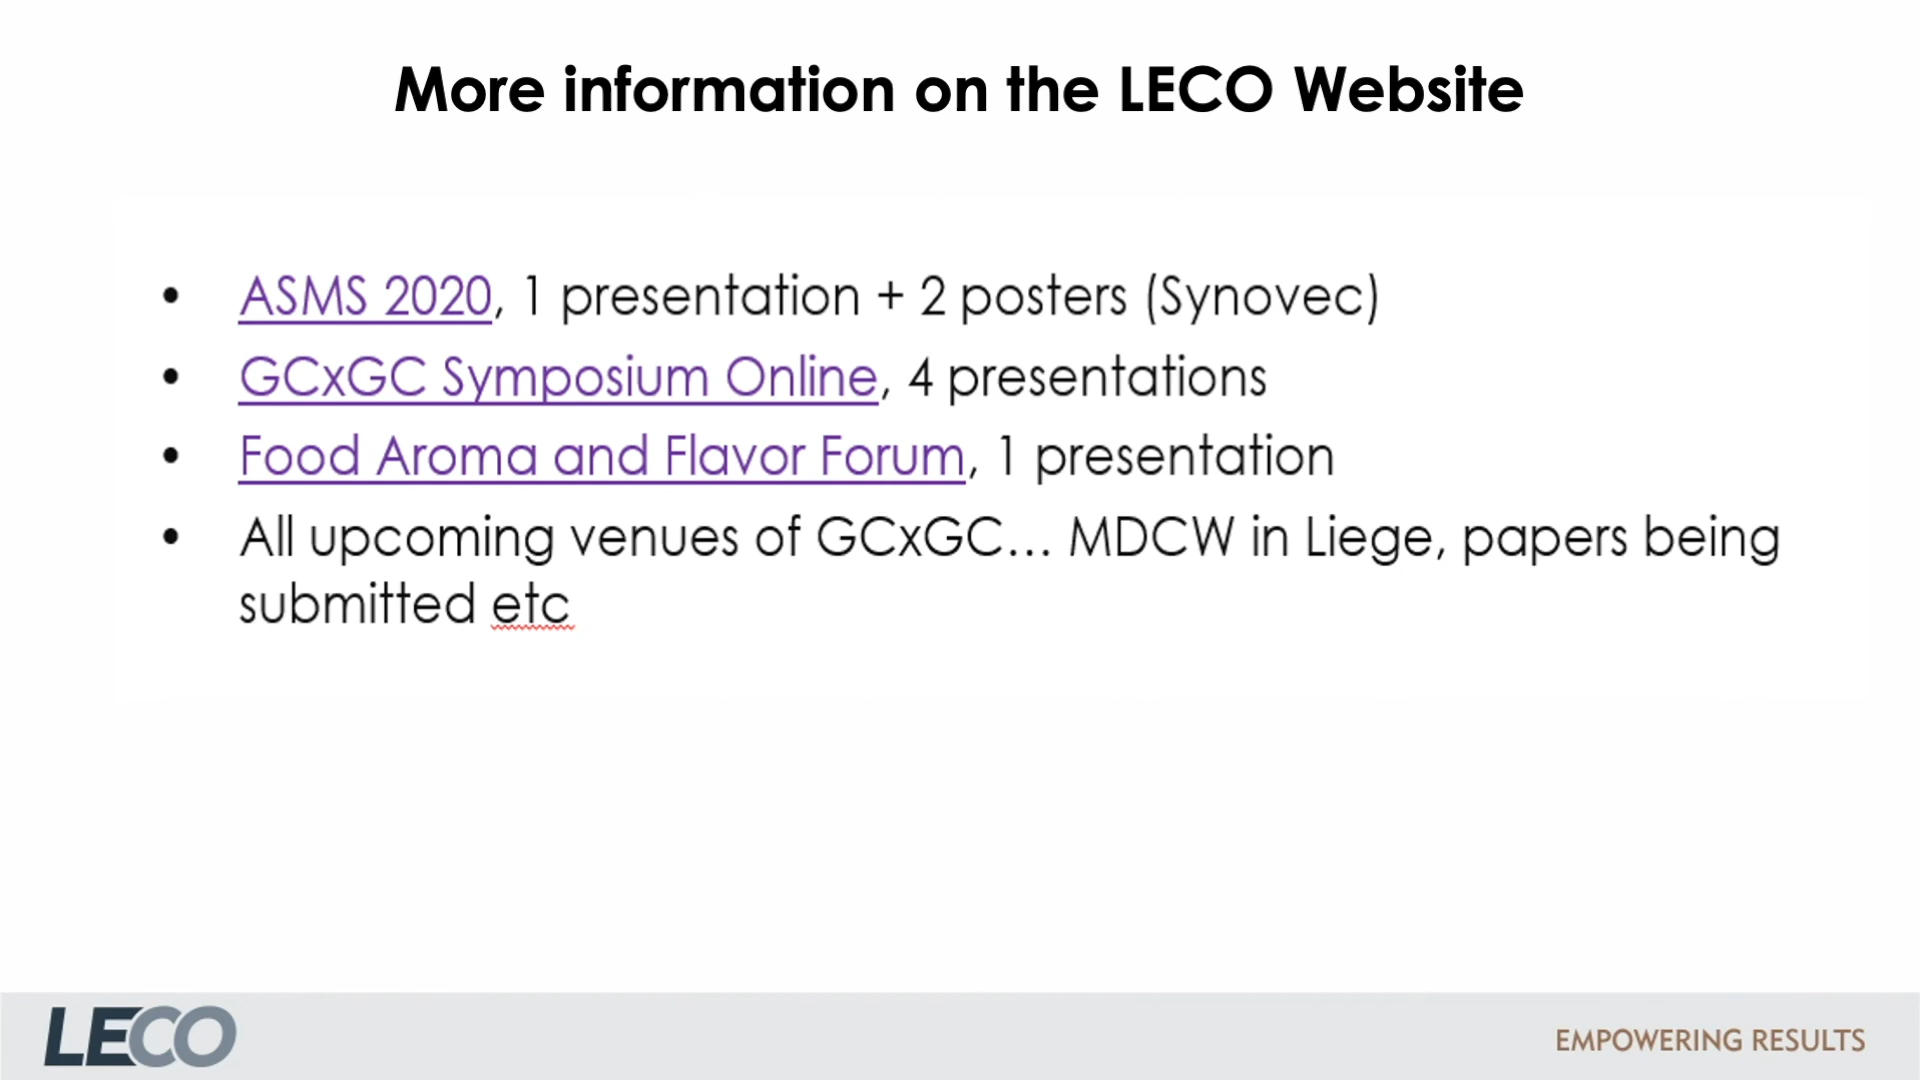 More information on the LECO Website
• ASMS 2020, 1 presentation + 2 posters (Synovec)
• GCxGC Symposium Online, 4 presentations
• Food Aroma and Flavor Forum, 1 presentation
• All upcoming venues of GCxGC... MDCW in Liege, papers being
submitted etc
LECO
EMPOWERING RESULTS